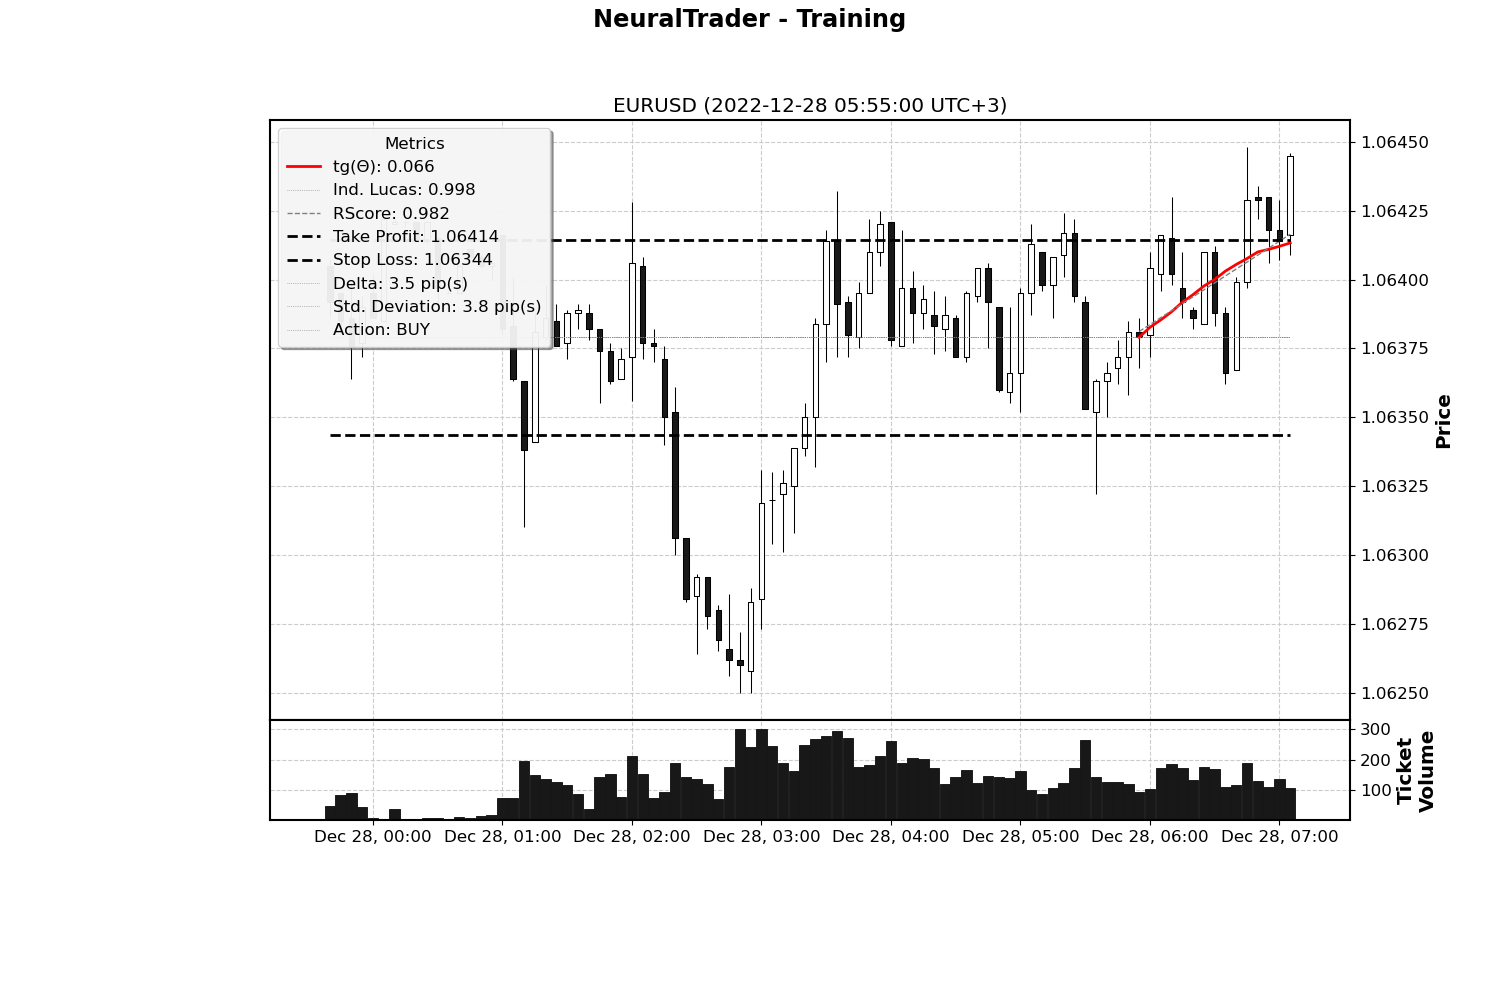 NeuralTrader - Training
EURUSD (2022-12-28 05:55:00 UTC+3)
Metrics
tg(Θ): 0.066
Ind. Lucas: 0.998
RScore: 0.982
Take Profit: 1.06414
Stop Loss: 1.06344
Delta: 3.5 pip(s)
Std. Deviation: 3.8 pip(s)
Action: BUY
1.06450
1.06425
1.06400
1.06375
1.06350
1.06325
1.06300
1.06275
1.06250
Price
300
200
100
Ticket
Volume
Dec 28, 00:00
Dec 28, 01:00
Dec 28, 02:00
Dec 28, 03:00
Dec 28, 04:00
Dec 28, 05:00
Dec 28, 06:00
Dec 28, 07:00